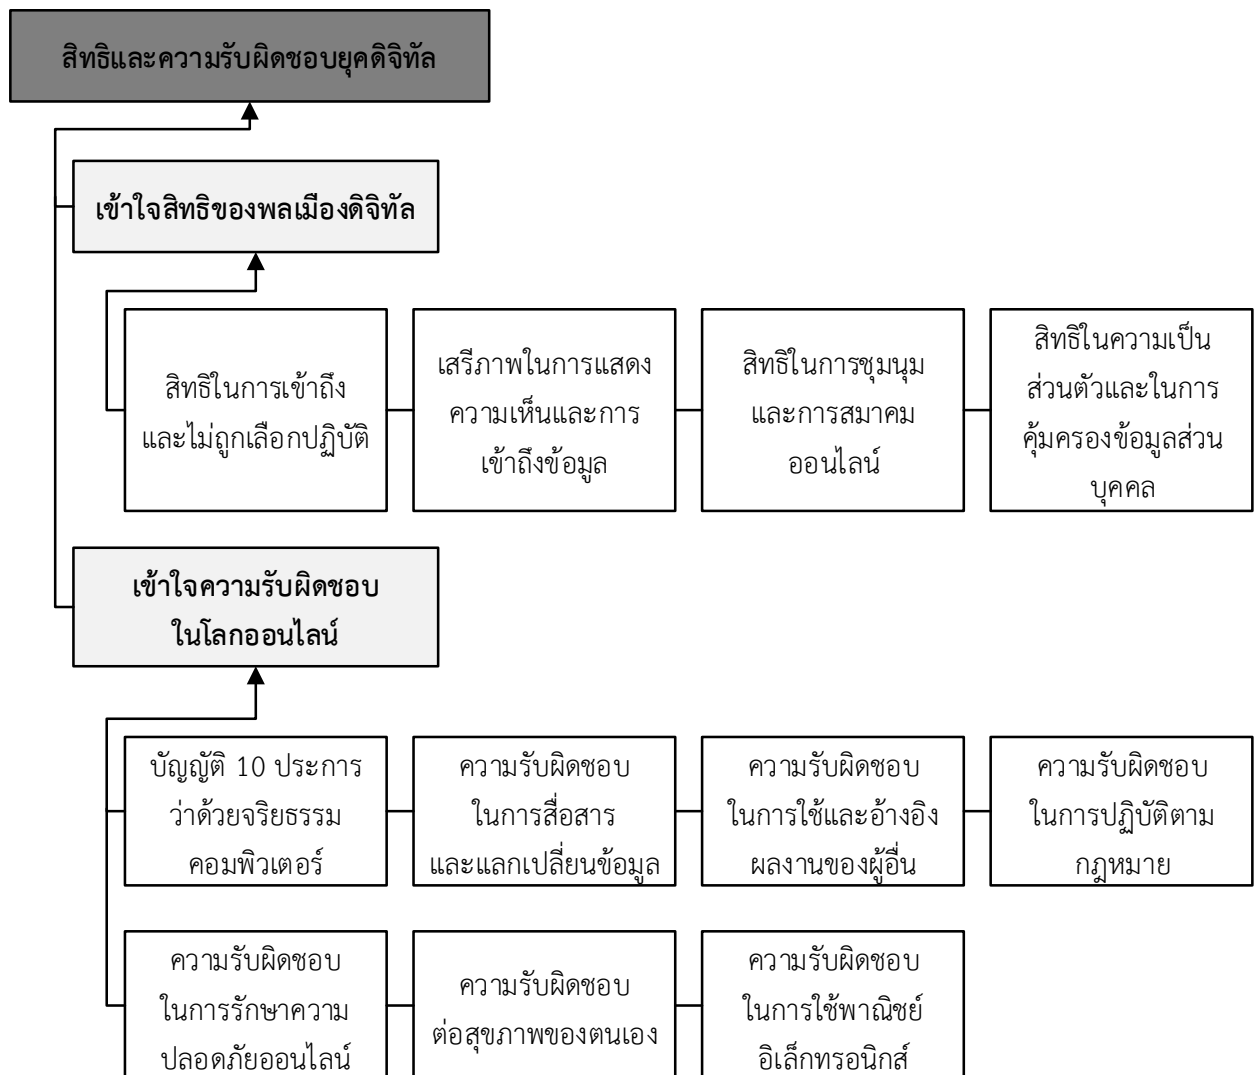 สิทธิและความรับผิดชอบยุคดิจิทัล
เข้าใจสิทธิของพลเมืองดิจิทัล
สิทธิในการเข้าถึง
และไม่ถูกเลือกปฏิบัติ
เสรีภาพในการแสดง
ความเห็นและการ
เข้าถึงข้อมูล
สิทธิในการชุมนุม
และการสมาคม
ออนไลน์
สิทธิในความเป็น
ส่วนตัวและในการ
คุ้มครองข้อมูลส่วน
บุคคล
เข้าใจความรับผิดชอบ
ในโลกออนไลน์
บัญญัติ 10 ประการ
ว่าด้วยจริยธรรม
คอมพิวเตอร์
ความรับผิดชอบ
ในการสื่อสาร
และแลกเปลี่ยนข้อมูล
ความรับผิดชอบ
ในการใช้และอ้างอิง
ผลงานของผู้อื่น
ความรับผิดชอบ
ในการปฏิบัติตาม
กฎหมาย
ความรับผิดชอบ
ในการรักษาความ
ปลอดภัยออนไลน์
ความรับผิดชอบ
ต่อสุขภาพของตนเอง
ความรับผิดชอบ
ในการใช้พาณิชย์
อิเล็กทรอนิกส์